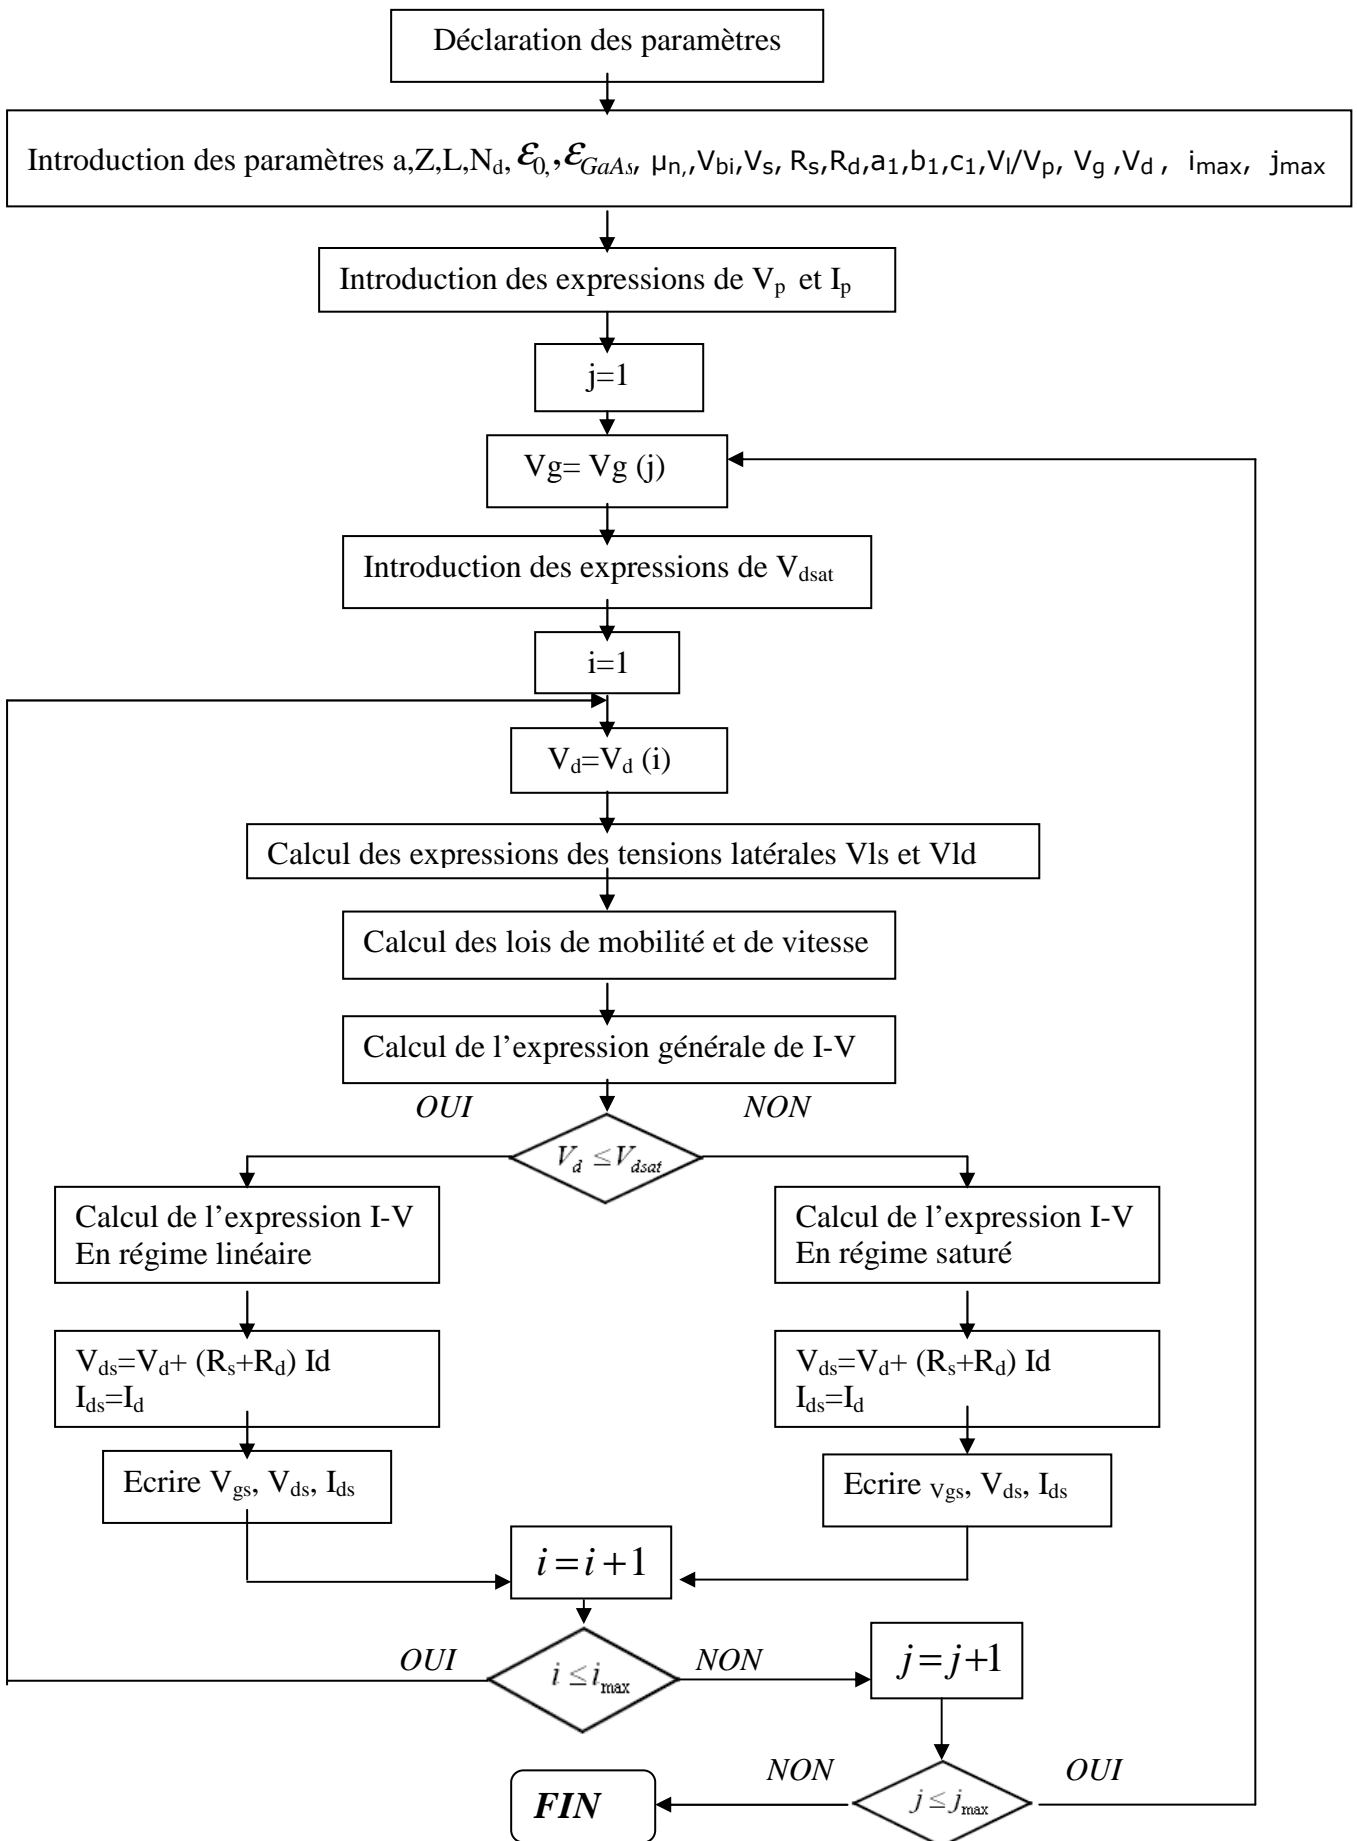 Déclaration des paramètres
Introduction des paramètres a,Z,L,N_d, ε_0, ,ε_GaAs, μ_n,,V_bi,V_s, R_s,R_d,a_1,b_1,c_1,V_l/V_p, V_g ,V_d , i_max, j_max
Introduction des expressions de V_p et I_p
j=1
Vg= Vg (j)
Introduction des expressions de V_dsat
i=1
V_d=V_d (i)
Calcul des expressions des tensions latérales Vls et Vld
Calcul des lois de mobilité et de vitesse
Calcul de l’expression générale de I-V
OUI
NON
V_d ≤ V_dsat
Calcul de l’expression I-V
En régime linéaire
Calcul de l’expression I-V
En régime saturé
V_ds=V_d+ (R_s+R_d) Id
I_ds=I_d
V_ds=V_d+ (R_s+R_d) Id
I_ds=I_d
Ecrire V_gs, V_ds, I_ds
Ecrire v_gs, V_ds, I_ds
i = i +1
OUI
i ≤ i_max
NON
j = j +1
NON
OUI
FIN
j ≤ j_max